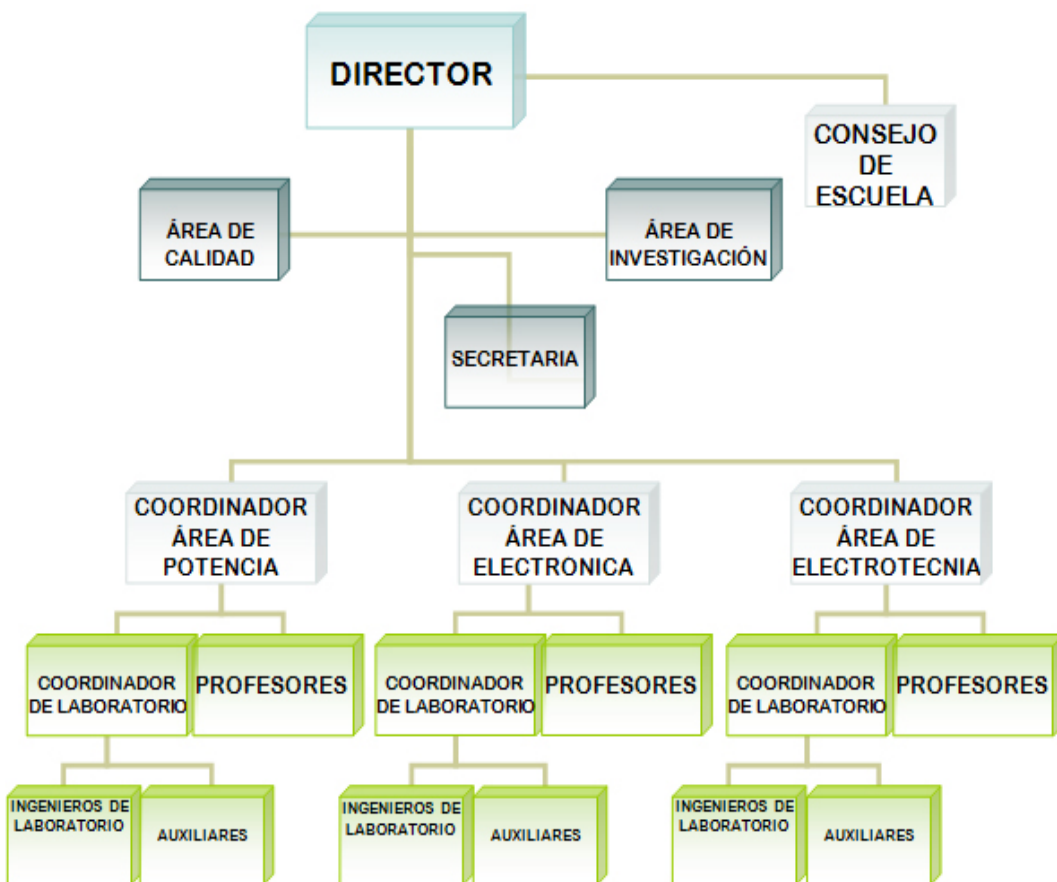 DIRECTOR
CONSEJO
DE
ESCUELA
ÁREA DE
CALIDAD
ÁREA DE
INVESTIGACIÓN
SECRETARIA
COORDINADOR
ÁREA DE
POTENCIA
COORDINADOR
ÁREA DE
ELECTRONICA
COORDINADOR
ÁREA DE
ELECTROTECNIA
COORDINADOR
DE LABORATORIO
PROFESORES
COORDINADOR
DE LABORATORIO
PROFESORES
COORDINADOR
DE LABORATORIO
PROFESORES
INGENIEROS DE
LABORATORIO
AUXILIARES
INGENIEROS DE
LABORATORIO
AUXILIARES
INGENIEROS DE
LABORATORIO
AUXILIARES